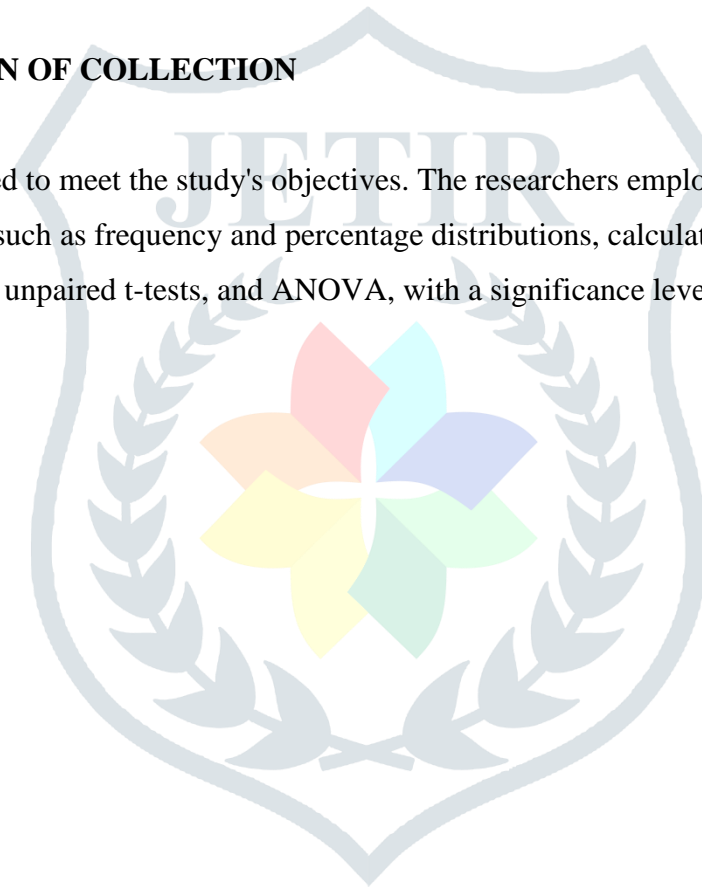 N OF COLLECTION
JETIR
ed to meet the study's objectives. The researchers emplo
such as frequency and percentage distributions, calculat
unpaired t-tests, and ANOVA, with a significance leve